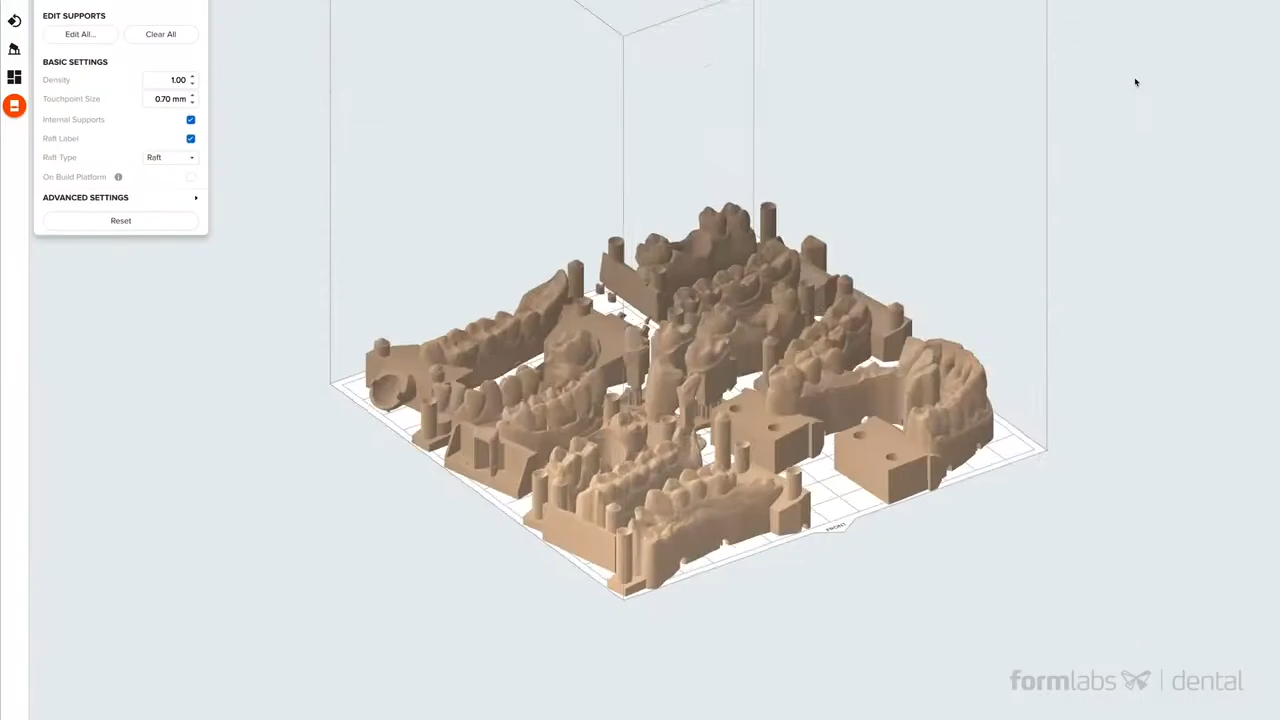 EDIT SUPPORTS
Edit All...
Clear All
BASIC SETTINGS
Density 1.00
Touchpoint Size 0.70 mm
Internal Supports
Raft Label
Raft Type Raft
On Build Platform
ADVANCED SETTINGS
Reset
FRONT
formlabs | dental